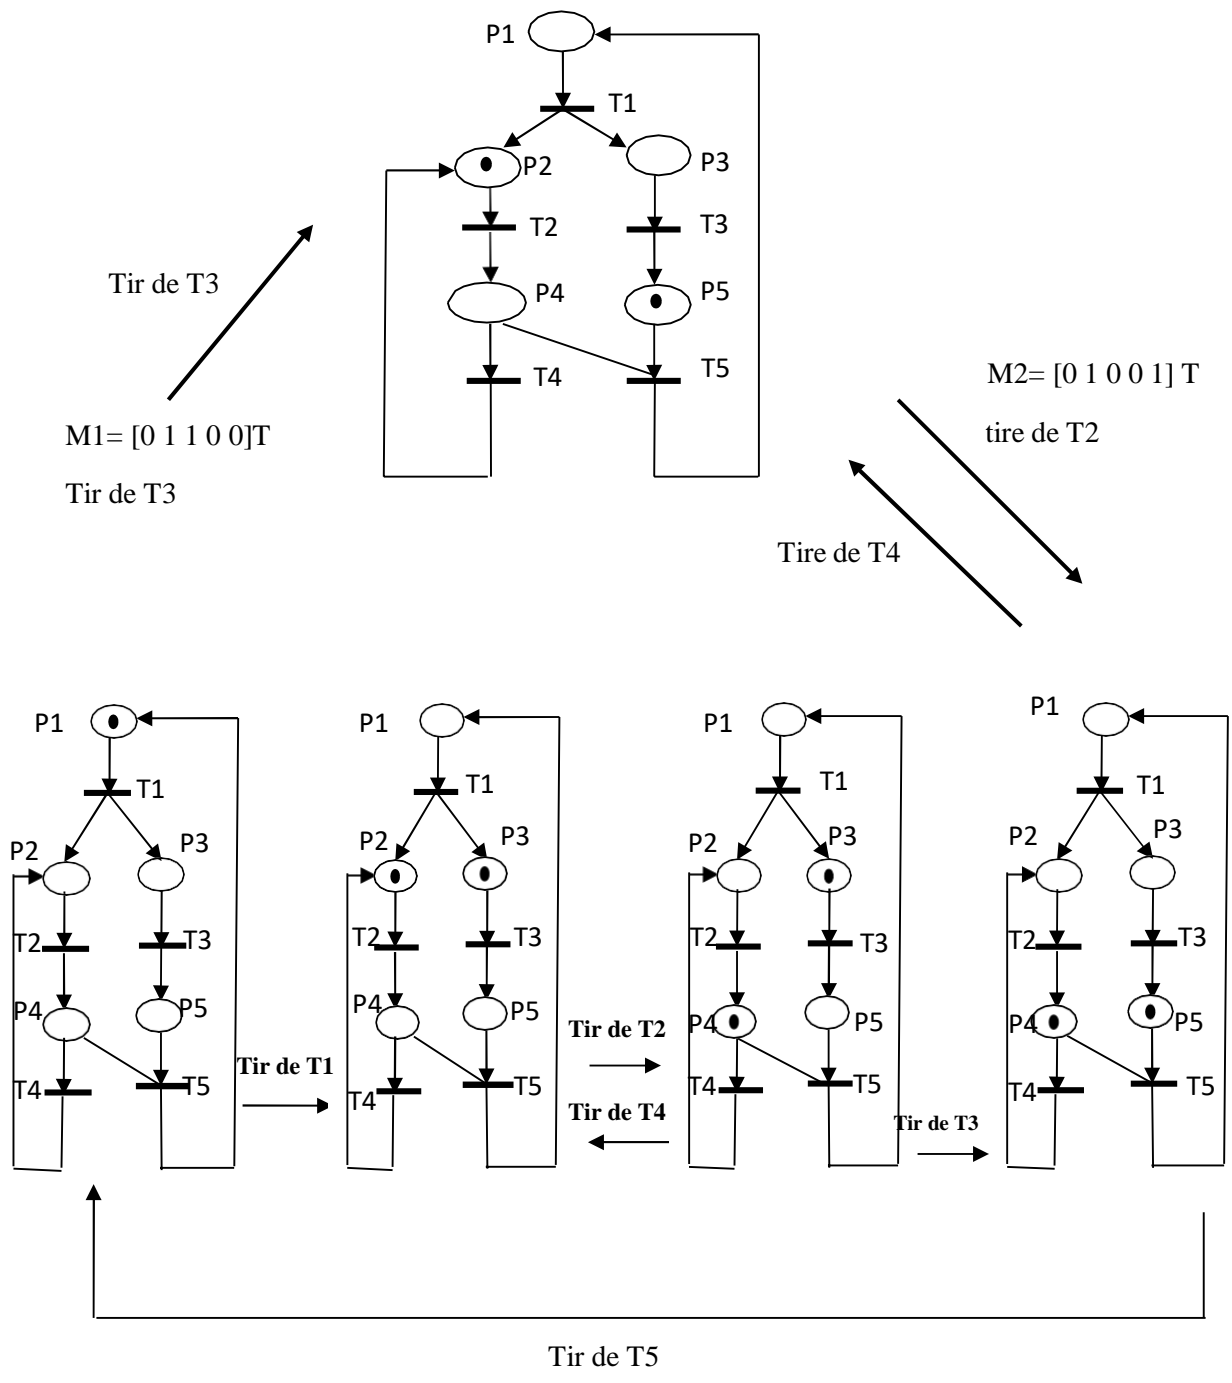 P1
T1
P2
P3
T2
T3
Tir de T3
P4
P5
T4
T5
M2= [0 1 0 0 1] T
M1= [0 1 1 0 0]T
tire de T2
Tir de T3
Tire de T4
P1
P1
P1
P1
T1
T1
T1
T1
P2
P3
P2
P3
P2
P3
P2
P3
T2
T3
T2
T3
T2
T3
T2
T3
P4
P5
P4
P5
P4
P5
P4
P5
Tir de T1
Tir de T2
T4
T5
T4
T5
T4
T5
T4
T5
Tir de T4
Tir de T3
Tir de T5